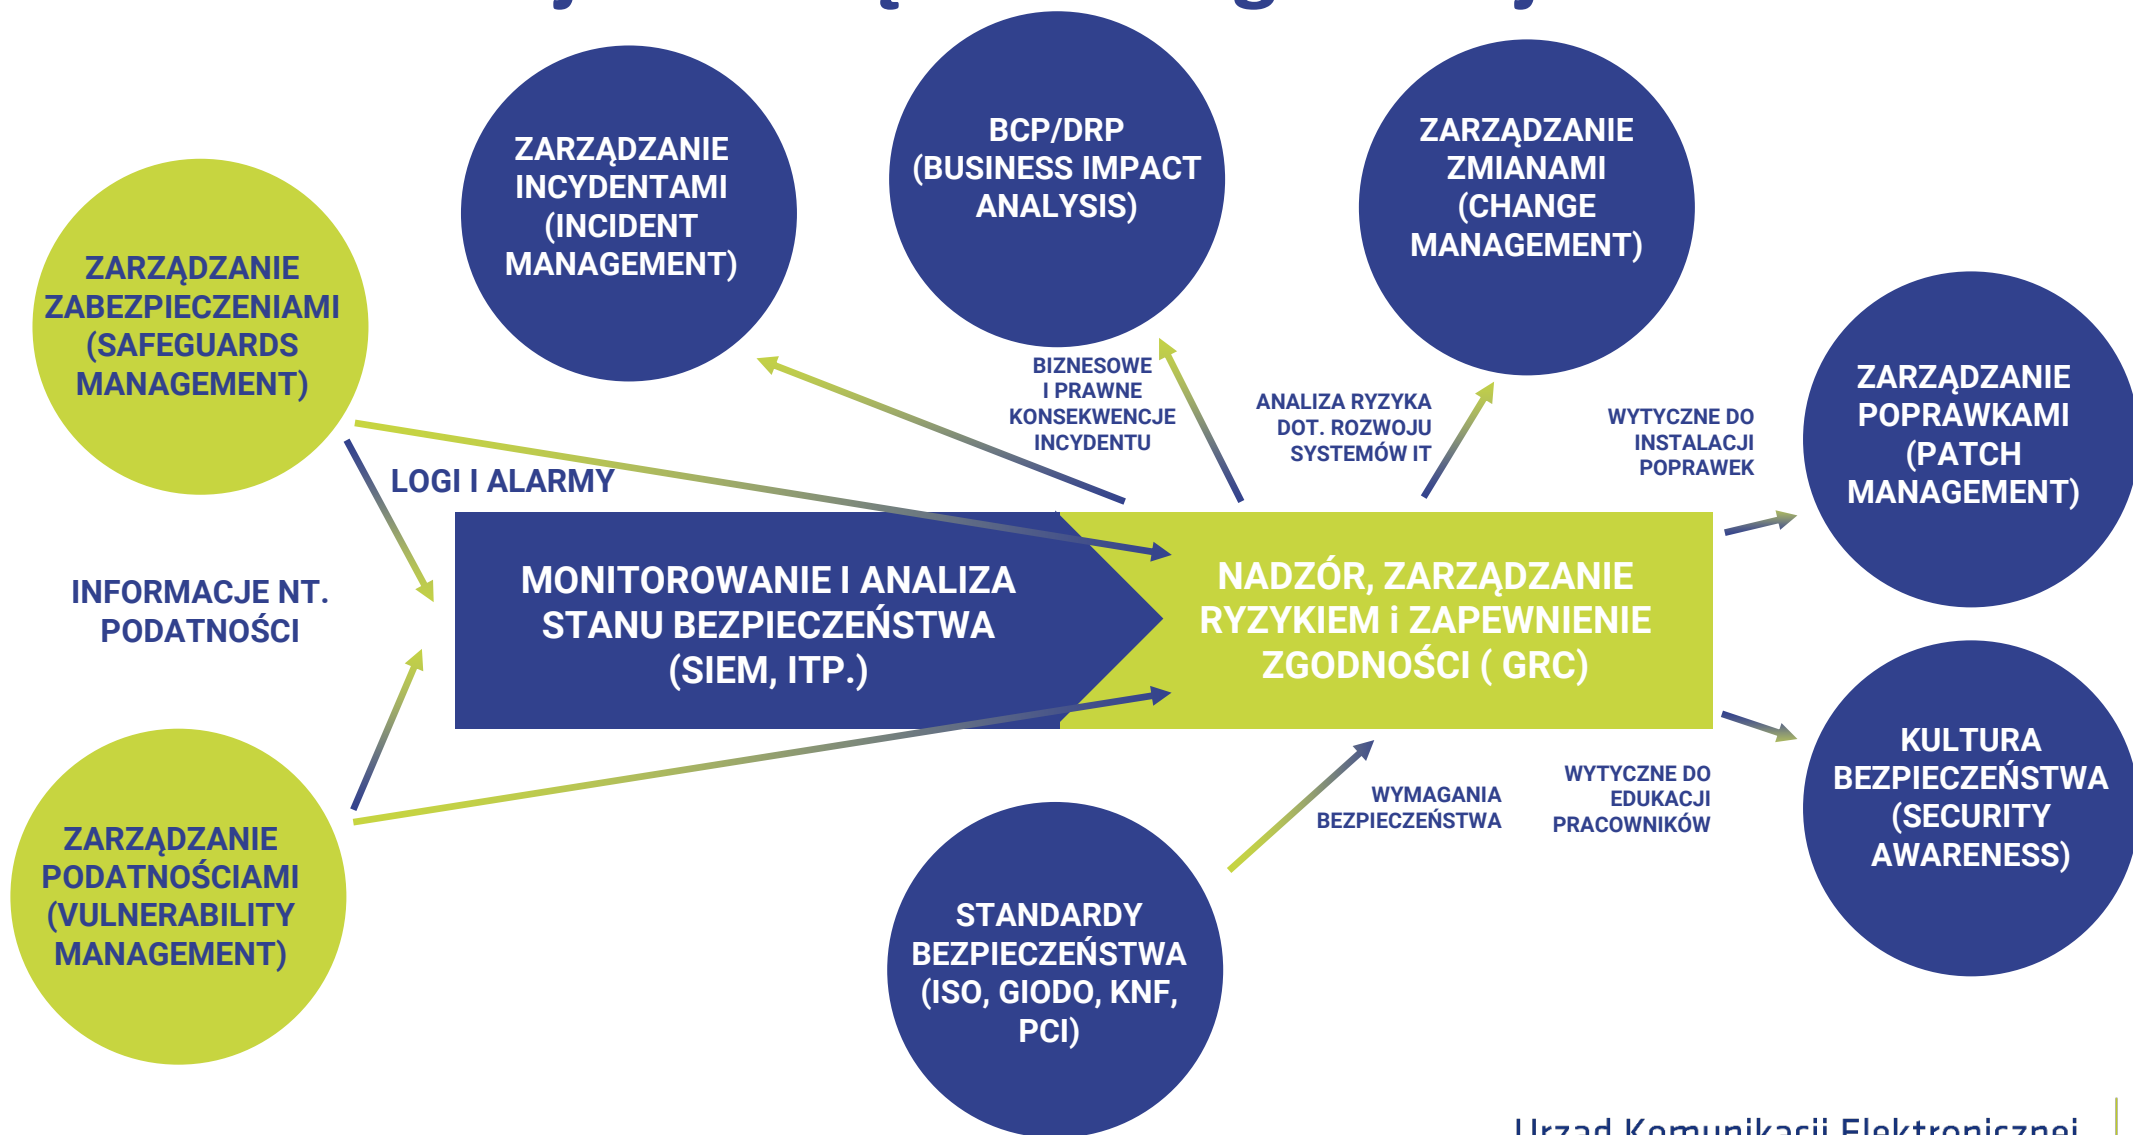 ZARZĄDZANIE
INCYDENTAMI
(INCIDENT
MANAGEMENT)
BCP/DRP
(BUSINESS IMPACT
ANALYSIS)
ZARZĄDZANIE
ZMIANAMI
(CHANGE
MANAGEMENT)
ZARZĄDZANIE
ZABEZPIECZENIAMI
(SAFEGUARDS
MANAGEMENT)
BIZNESOWE
I PRAWNE
KONSEKWENCJE
INCYDENTU
ANALIZA RYZYKA
DOT. ROZWOJU
SYSTEMÓW IT
WYTYCZNE DO
INSTALACJI
POPRAWEK
ZARZĄDZANIE
POPRAWKAMI
(PATCH
MANAGEMENT)
LOGI I ALARMY
INFORMACJE NT.
PODATNOŚCI
MONITOROWANIE I ANALIZA
STANU BEZPIECZEŃSTWA
(SIEM, ITP.)
NADZÓR, ZARZĄDZANIE
RYZYKIEM i ZAPEWNIENIE
ZGODNOŚCI ( GRC)
KULTURA
BEZPIECZEŃSTWA
(SECURITY
AWARENESS)
WYMAGANIA
BEZPIECZEŃSTWA
WYTYCZNE DO
EDUKACJI
PRACOWNIKÓW
ZARZĄDZANIE
PODATNOŚCIAMI
(VULNERABILITY
MANAGEMENT)
STANDARDY
BEZPIECZEŃSTWA
(ISO, GIODO, KNF,
PCI)
Urząd Komunikacji Elektronicznej